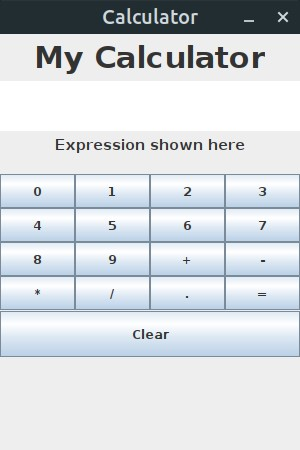 Calculator
My Calculator
Expression shown here
0 1 2 3
4 5 6 7
8 9 + -
* / . =
Clear